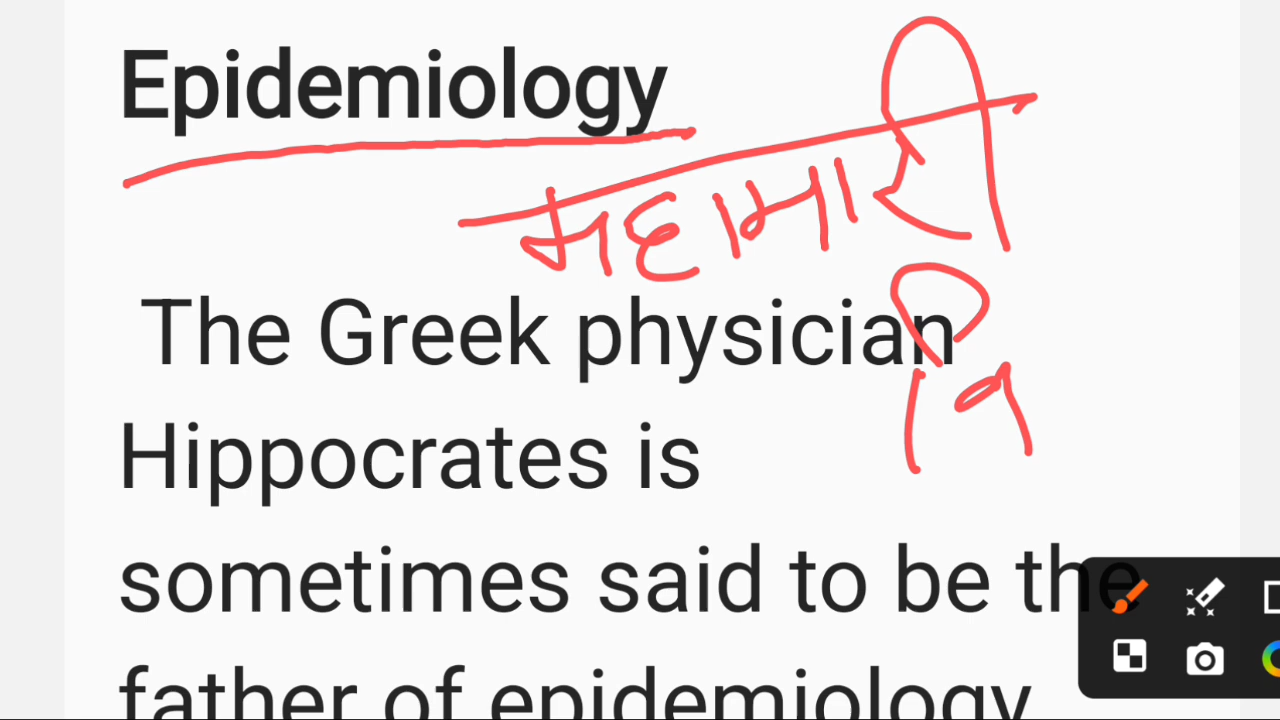 Epidemiology
महामारी
The Greek physician
वि
Hippocrates is
sometimes said to be the
father of epidemiology